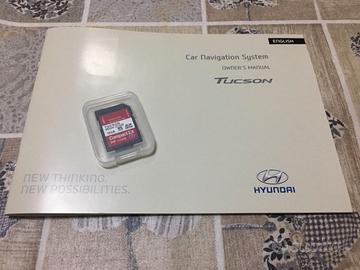 ENGLISH
Car Navigation System
OWNER'S MANUAL
TUCSON
NEW THINKING.
NEW POSSIBILITIES.
HYUNDAI